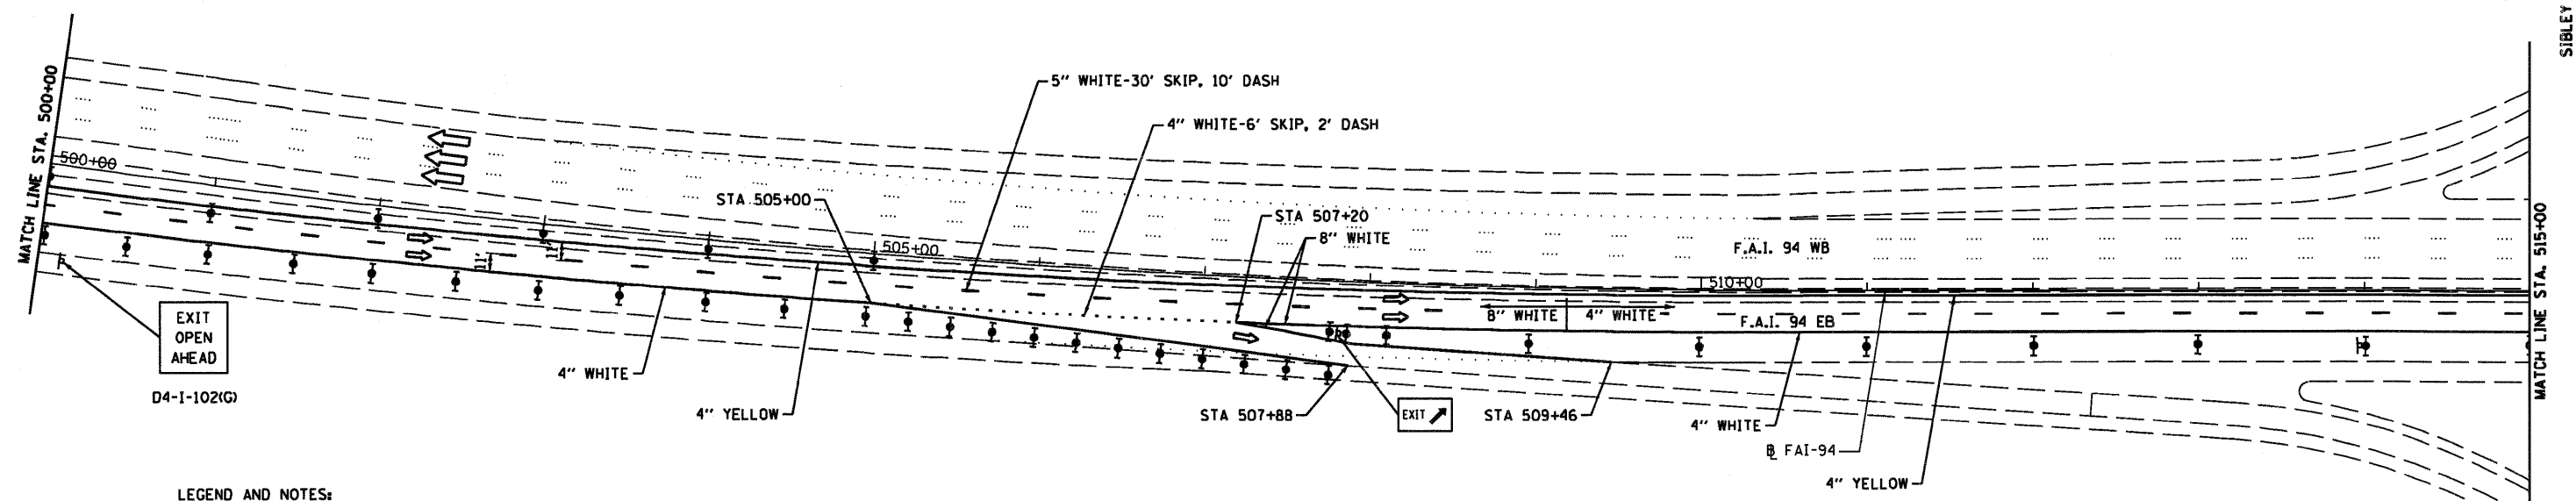 SIBLEY
MATCH LINE STA. 500+00
500+00
5" WHITE-30' SKIP, 10' DASH
4" WHITE-6' SKIP, 2' DASH
STA 505+00
505+00
STA 507+20
8" WHITE
F.A.I. 94 WB
510+00
11'
11'
8" WHITE
4" WHITE
F.A.I. 94 EB
MATCH LINE STA. 515+00
EXIT
OPEN
AHEAD
D4-I-102(G)
4" WHITE
4" YELLOW
STA 507+88
EXIT
STA 509+46
4" WHITE
B FAI-94
4" YELLOW
LEGEND AND NOTES: